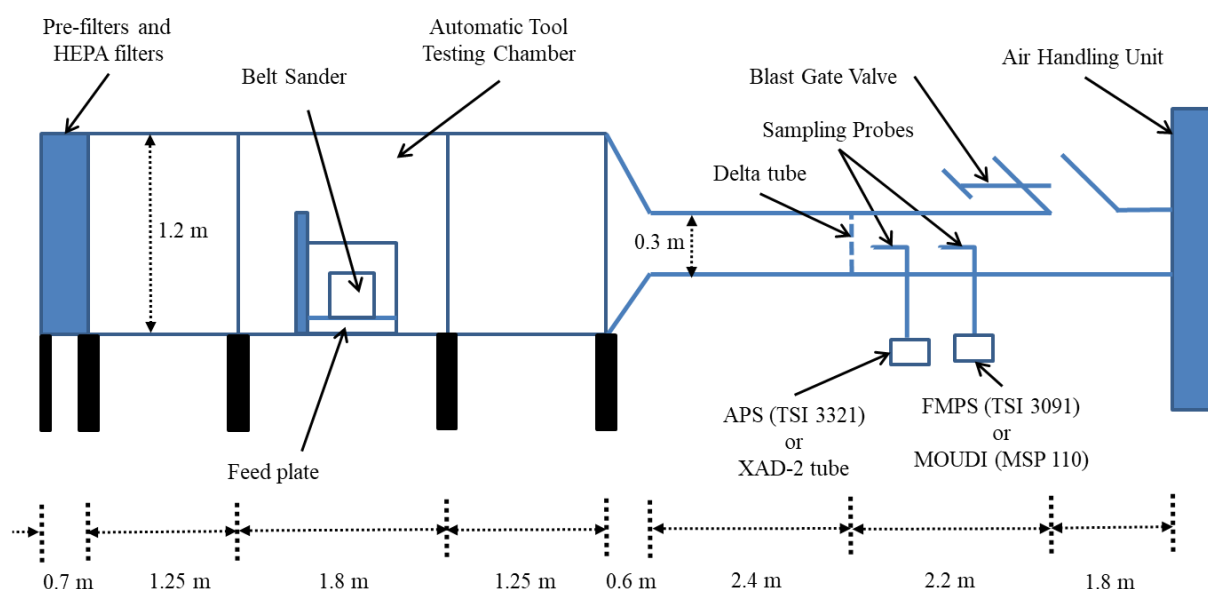 Pre-filters and
HEPA filters
Automatic Tool
Testing Chamber
Belt Sander
Blast Gate Valve
Air Handling Unit
Sampling Probes
Delta tube
1.2 m
0.3 m
Feed plate
APS (TSI 3321)
or
XAD-2 tube
FMPS (TSI 3091)
or
MOUDI (MSP 110)
0.7 m
1.25 m
1.8 m
1.25 m
0.6 m
2.4 m
2.2 m
1.8 m